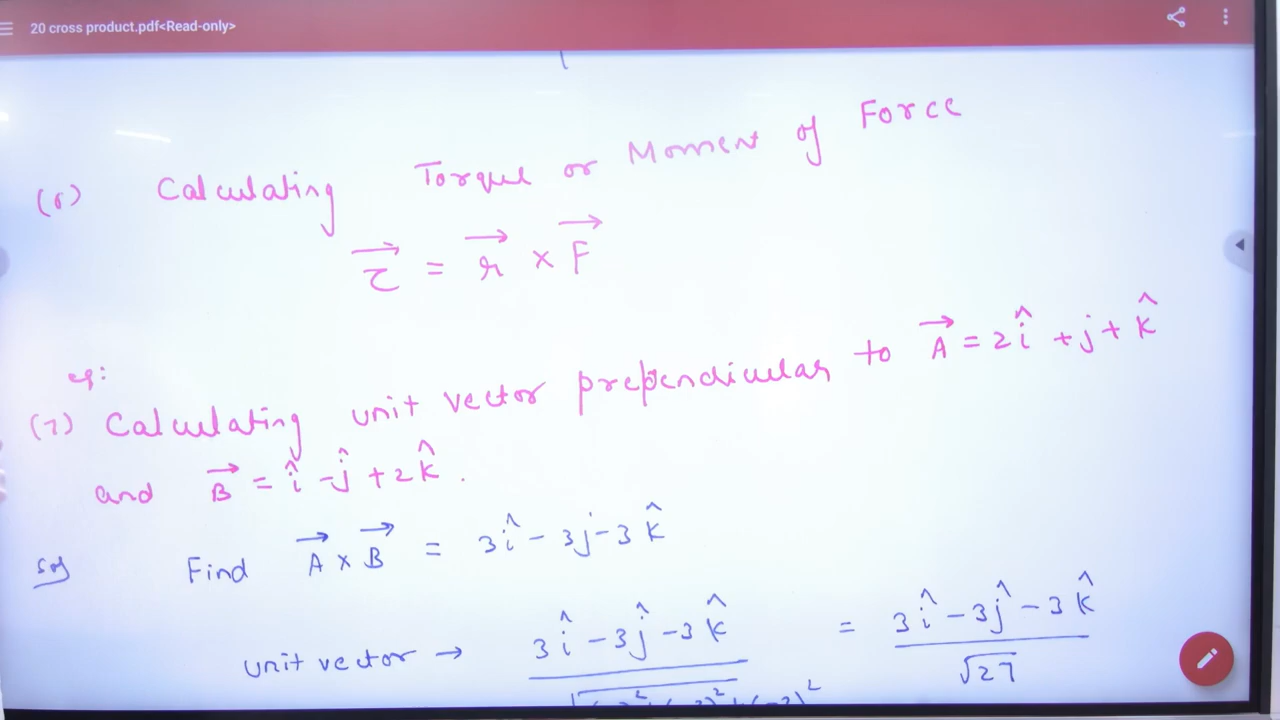 20 cross product.pdf<Read-only>
(6) Calculating Torque or Moment of Force
τ⃗ = r⃗ × F⃗
eg:
(7) Calculating unit vector prependicular to A⃗ = 2î + j + k̂
and B⃗ = î - ĵ + 2k̂ .
Sol Find A⃗ × B⃗ = 3î - 3j - 3k̂
unit vector → 3î - 3ĵ - 3k̂ = 3î - 3ĵ - 3k̂
√27